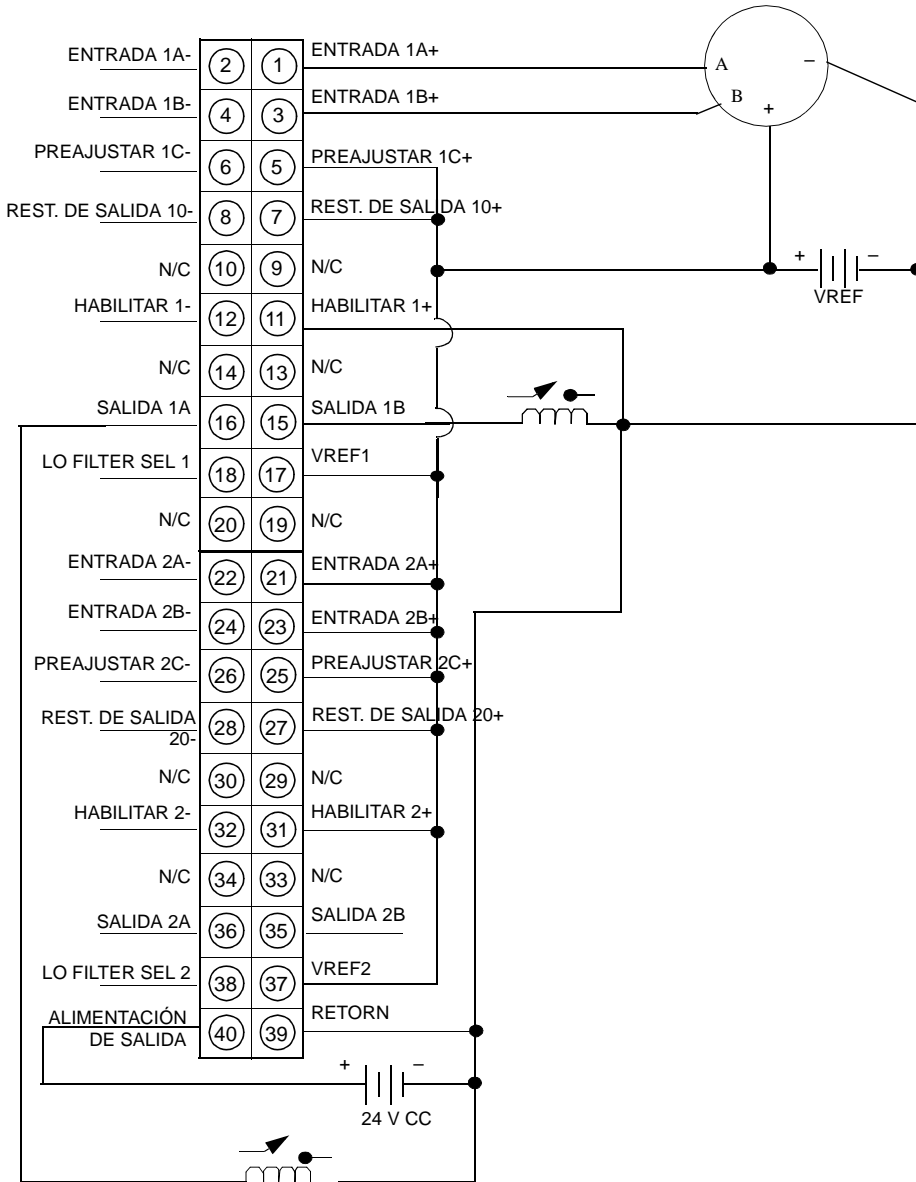 ENTRADA 1A- 2 1 ENTRADA 1A+
A −
ENTRADA 1B- 4 3 ENTRADA 1B+
B +
PREAJUSTAR 1C- 6 5 PREAJUSTAR 1C+
REST. DE SALIDA 10- 8 7 REST. DE SALIDA 10+
N/C 10 9 N/C
+ −
VREF
HABILITAR 1- 12 11 HABILITAR 1+
N/C 14 13 N/C
SALIDA 1A 16 15 SALIDA 1B
LO FILTER SEL 1 18 17 VREF1
N/C 20 19 N/C
ENTRADA 2A- 22 21 ENTRADA 2A+
ENTRADA 2B- 24 23 ENTRADA 2B+
PREAJUSTAR 2C- 26 25 PREAJUSTAR 2C+
REST. DE SALIDA
20- 28 27 REST. DE SALIDA 20+
N/C 30 29 N/C
HABILITAR 2- 32 31 HABILITAR 2+
N/C 34 33 N/C
SALIDA 2A 36 35 SALIDA 2B
LO FILTER SEL 2 38 37 VREF2
ALIMENTACIÓN
DE SALIDA 40 39 RETORN
+ −
24 V CC